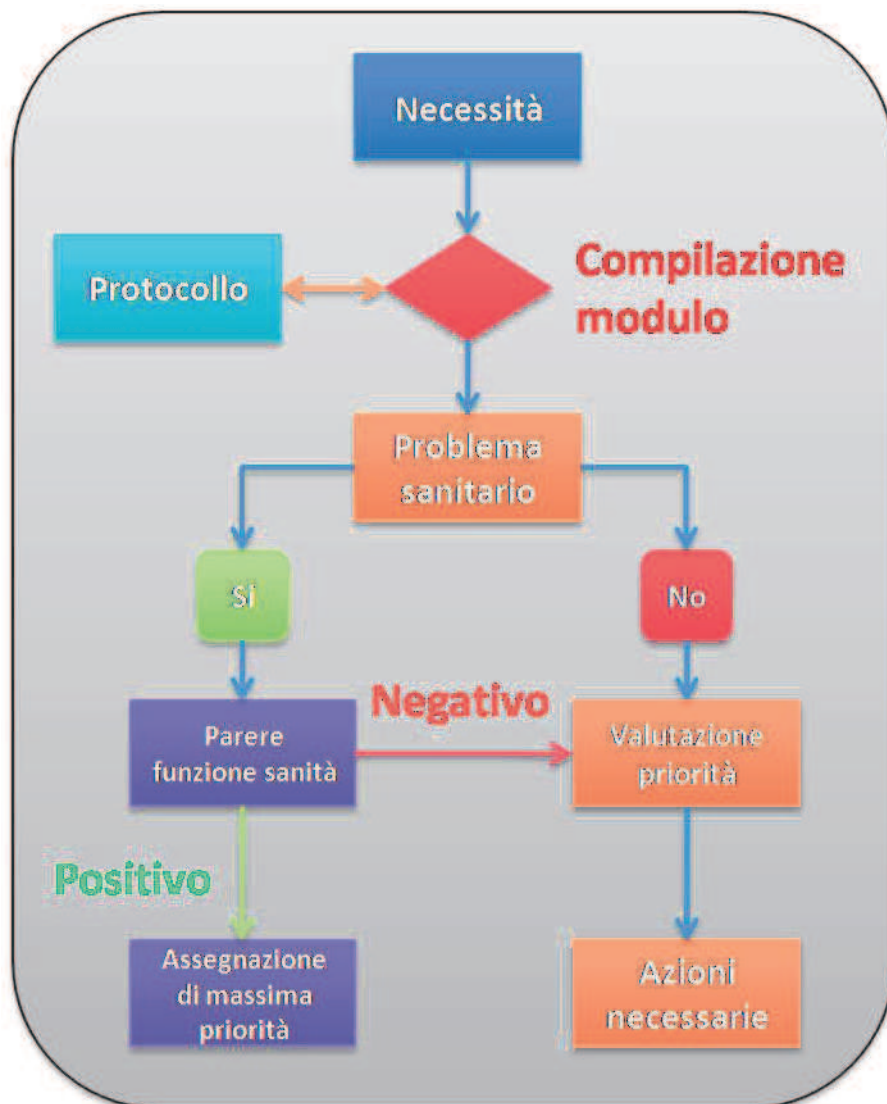 Necessità
Protocollo
Compilazione
modulo
Problema
sanitario
Si
No
Negativo
Parere
funzione sanità
Valutazione
priorità
Positivo
Assegnazione
di massima
priorità
Azioni
necessarie